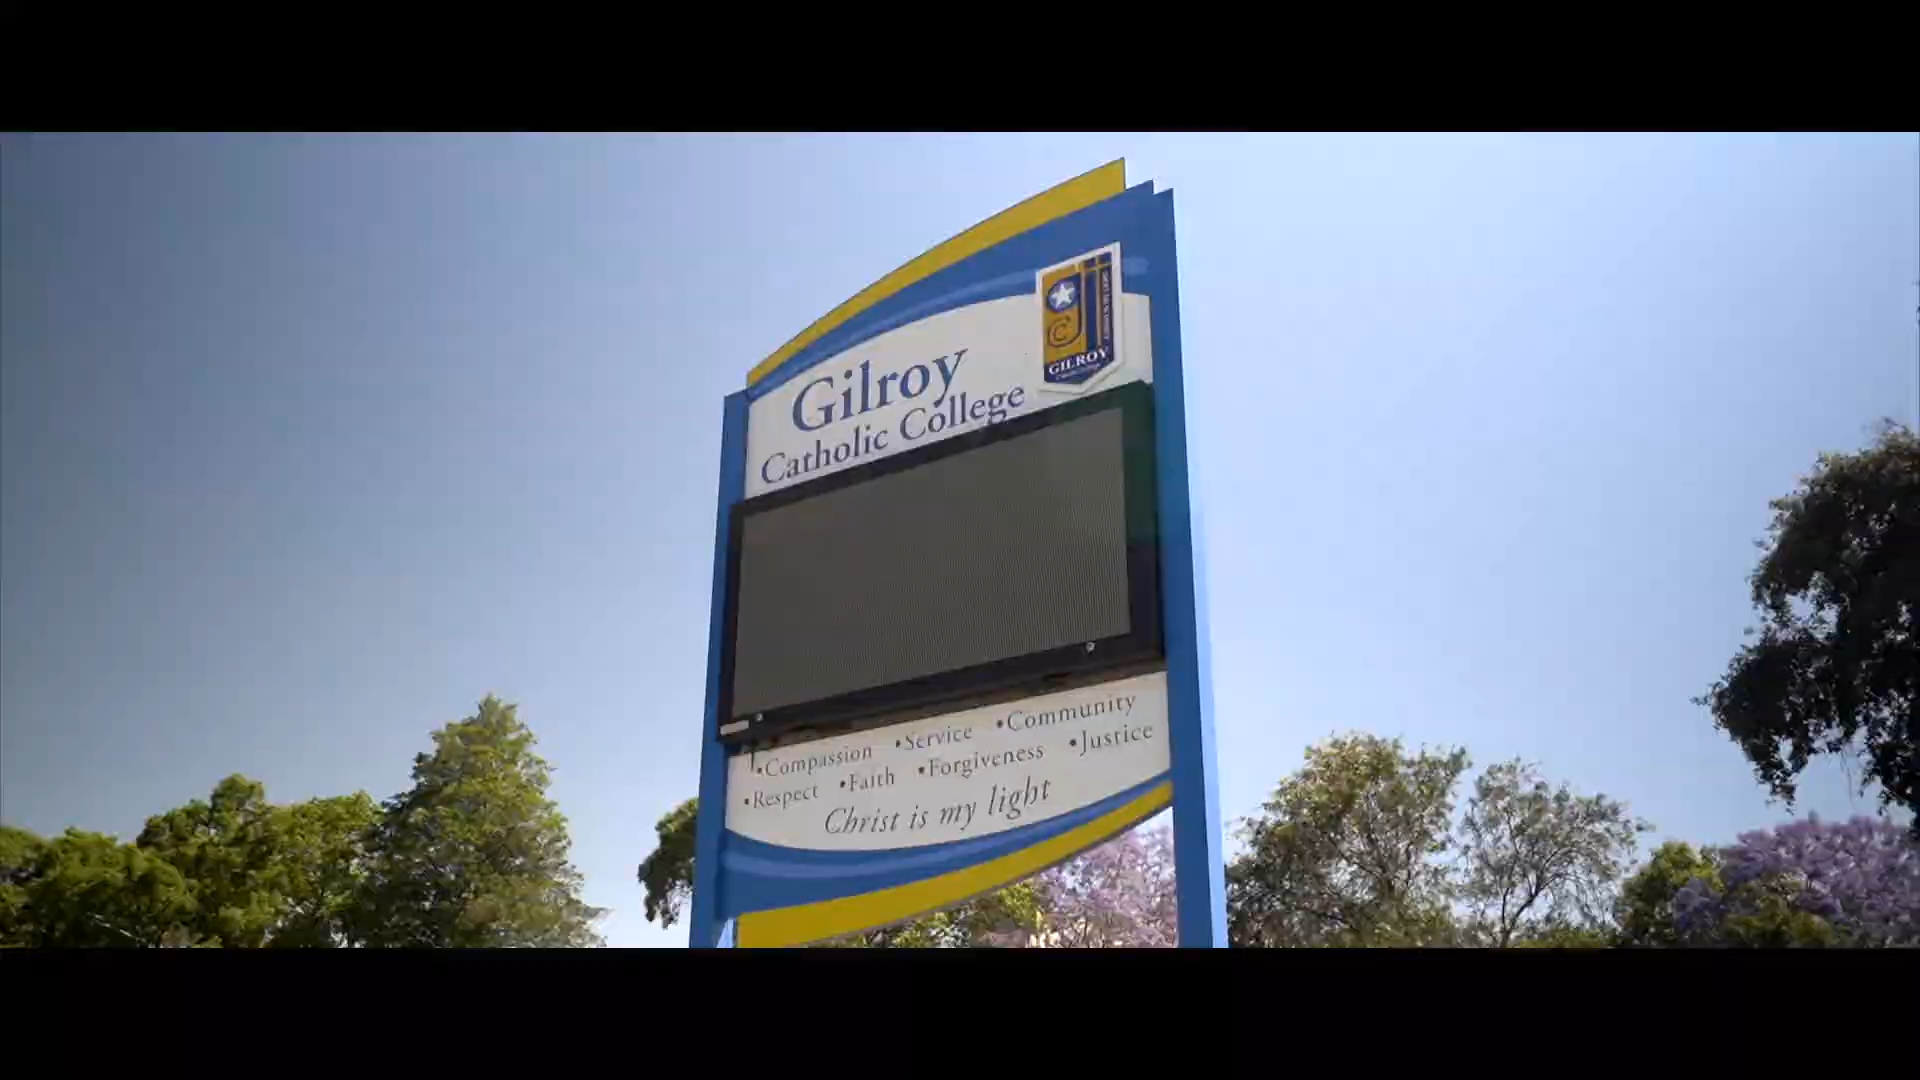 Gilroy
Catholic College
GILROY
•Compassion •Service •Community
•Respect •Faith •Forgiveness •Justice
Christ is my light